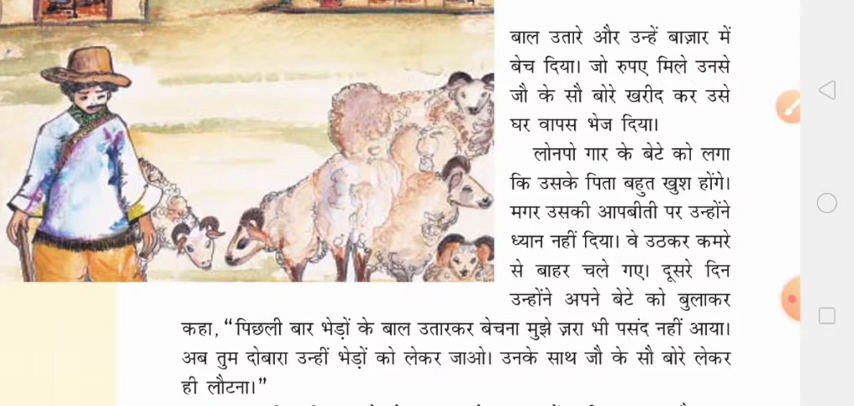 बाल उतारे और उन्हें बाज़ार में
बेच दिया। जो रुपए मिले उनसे
जौ के सौ बोरे खरीद कर उसे
घर वापस भेज दिया।
लोनपो गार के बेटे को लगा
कि उसके पिता बहुत खुश होंगे।
मगर उसकी आपबीती पर उन्होंने
ध्यान नहीं दिया। वे उठकर कमरे
से बाहर चले गए। दूसरे दिन
उन्होंने अपने बेटे को बुलाकर
कहा, “पिछली बार भेड़ों के बाल उतारकर बेचना मुझे ज़रा भी पसंद नहीं आया।
अब तुम दोबारा उन्हीं भेड़ों को लेकर जाओ। उनके साथ जौ के सौ बोरे लेकर
ही लौटना।”